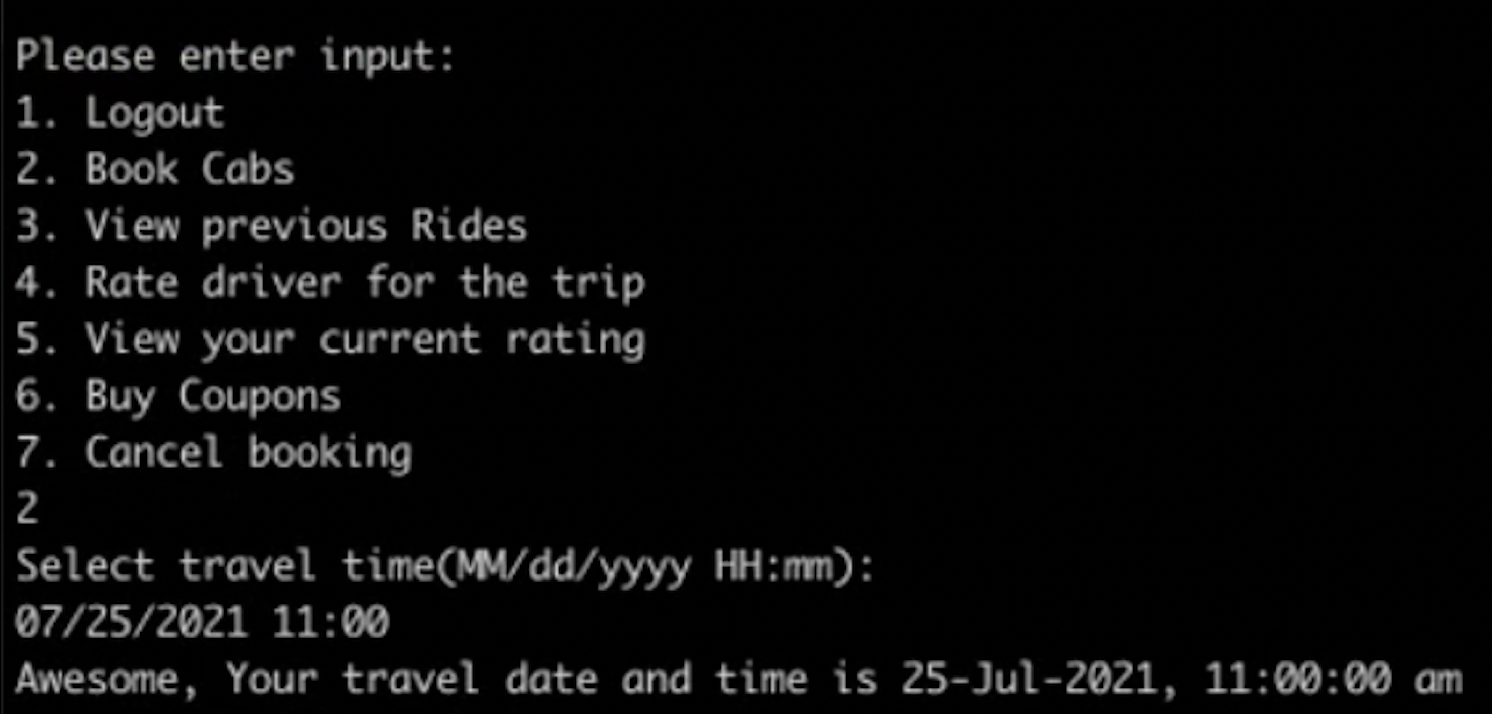 Please enter input:
1. Logout
2. Book Cabs
3. View previous Rides
4. Rate driver for the trip
5. View your current rating
6. Buy Coupons
7. Cancel booking
2
Select travel time(MM/dd/yyyy HH:mm):
07/25/2021 11:00
Awesome, Your travel date and time is 25-Jul-2021, 11:00:00 am